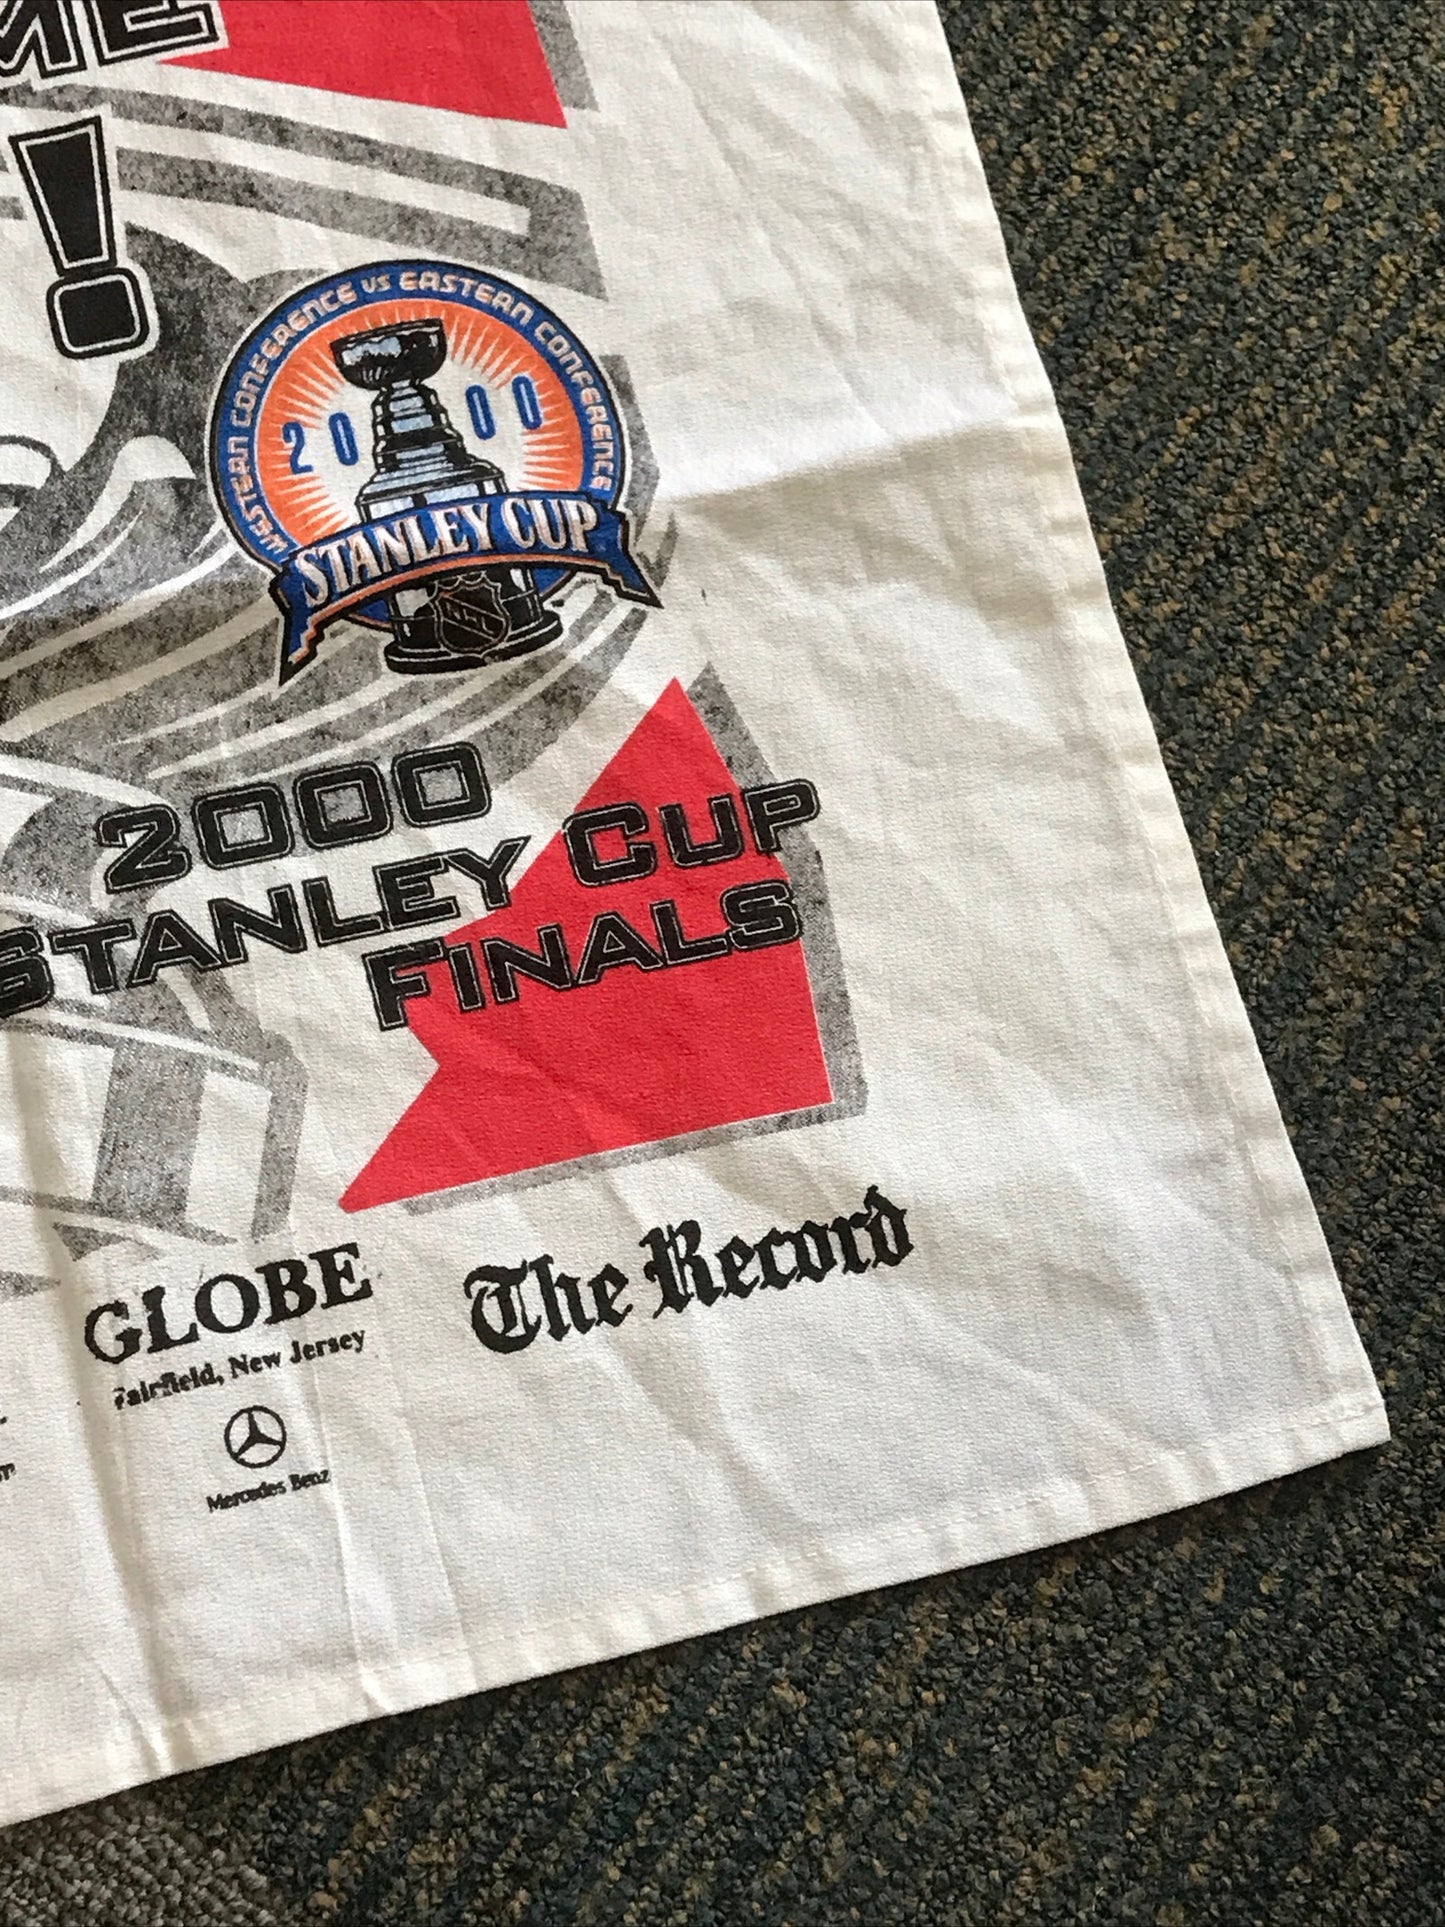 !
WESTERN CONFERENCE VS EASTERN CONFERENCE
2000
STANLEY CUP
NHL
2000
STANLEY CUP
FINALS
GLOBE
Fairfield, New Jersey
Mercedes Benz
The Record